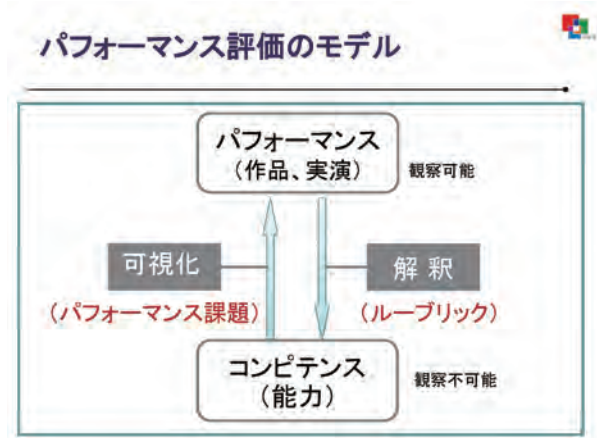 パフォーマンス評価のモデル
パフォーマンス
(作品、実演)
観察可能
可視化
解 釈
(パフォーマンス課題)
(ルーブリック)
コンピテンス
(能力)
観察不可能